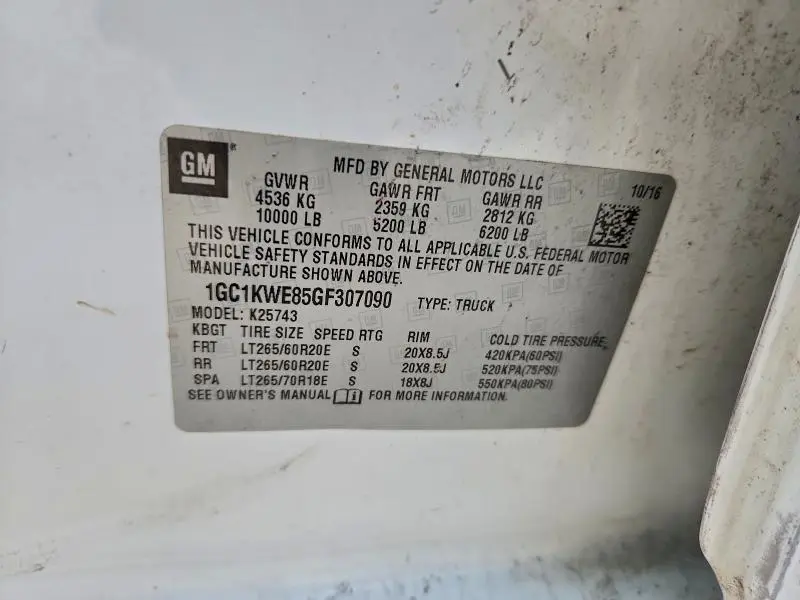 GM
MFD BY GENERAL MOTORS LLC
10/16
GVWR GAWR FRT GAWR RR
4536 KG 2359 KG 2812 KG
10000 LB 5200 LB 6200 LB
THIS VEHICLE CONFORMS TO ALL APPLICABLE U.S. FEDERAL MOTOR
VEHICLE SAFETY STANDARDS IN EFFECT ON THE DATE OF
MANUFACTURE SHOWN ABOVE.
1GC1KWE85GF307090 TYPE: TRUCK
MODEL: K25743
KBGT TIRE SIZE SPEED RTG RIM COLD TIRE PRESSURE
FRT LT265/60R20E S 20X8.5J 420KPA(60PSI)
RR LT265/60R20E S 20X8.5J 520KPA(75PSI)
SPA LT265/70R18E S 18X8J 550KPA(80PSI)
SEE OWNER'S MANUAL i FOR MORE INFORMATION.